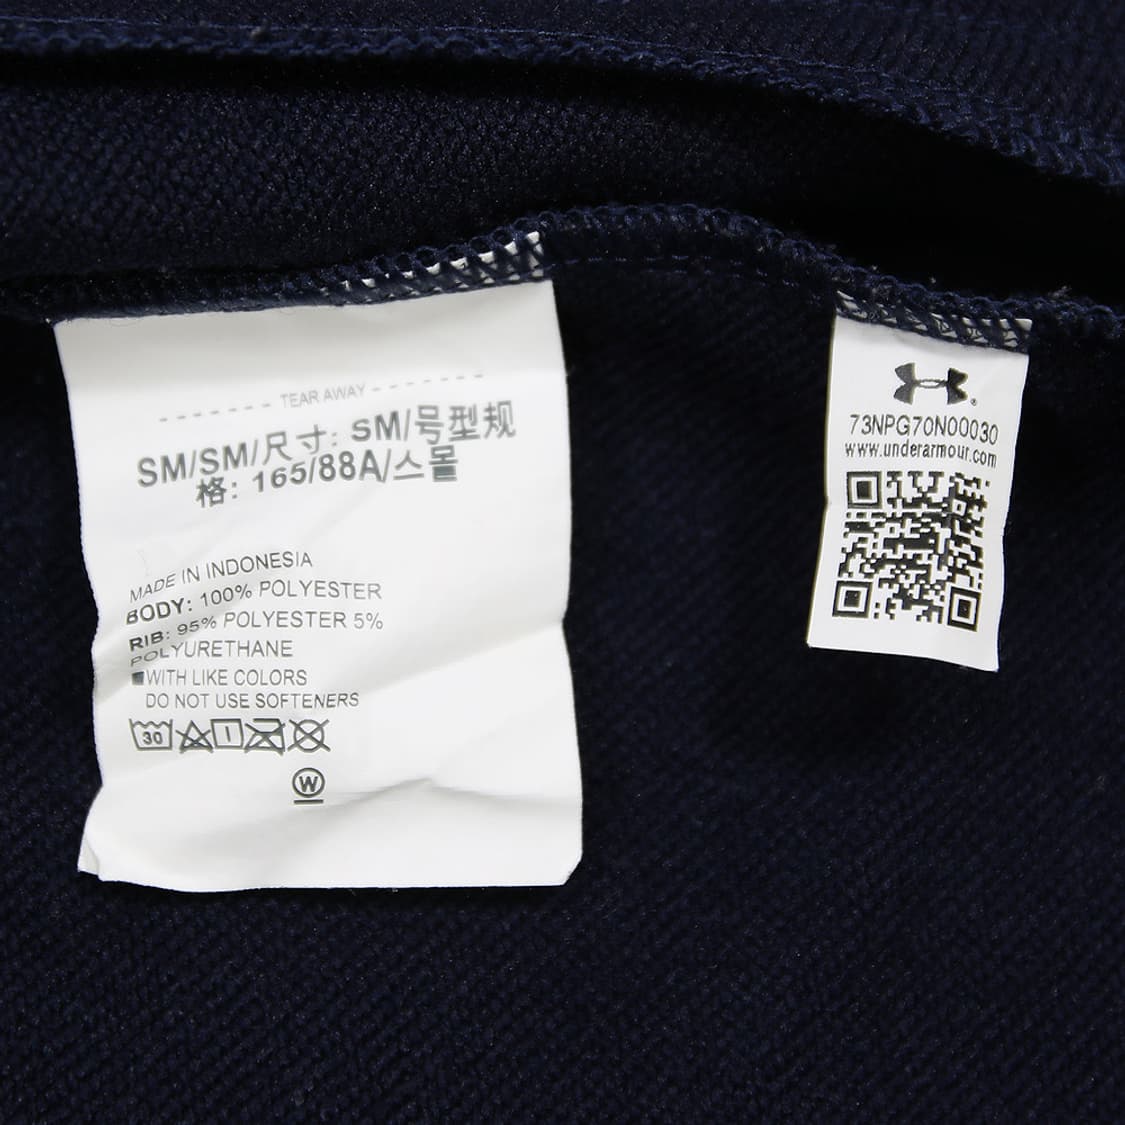 TEAR AWAY
SM/SM/尺寸: SM/号型规
格: 165/88A/스몰
MADE IN INDONESIA
BODY: 100% POLYESTER
RIB: 95% POLYESTER 5%
POLYURETHANE
WITH LIKE COLORS
DO NOT USE SOFTENERS
30
W
73NPG70N00030
www.underarmour.com